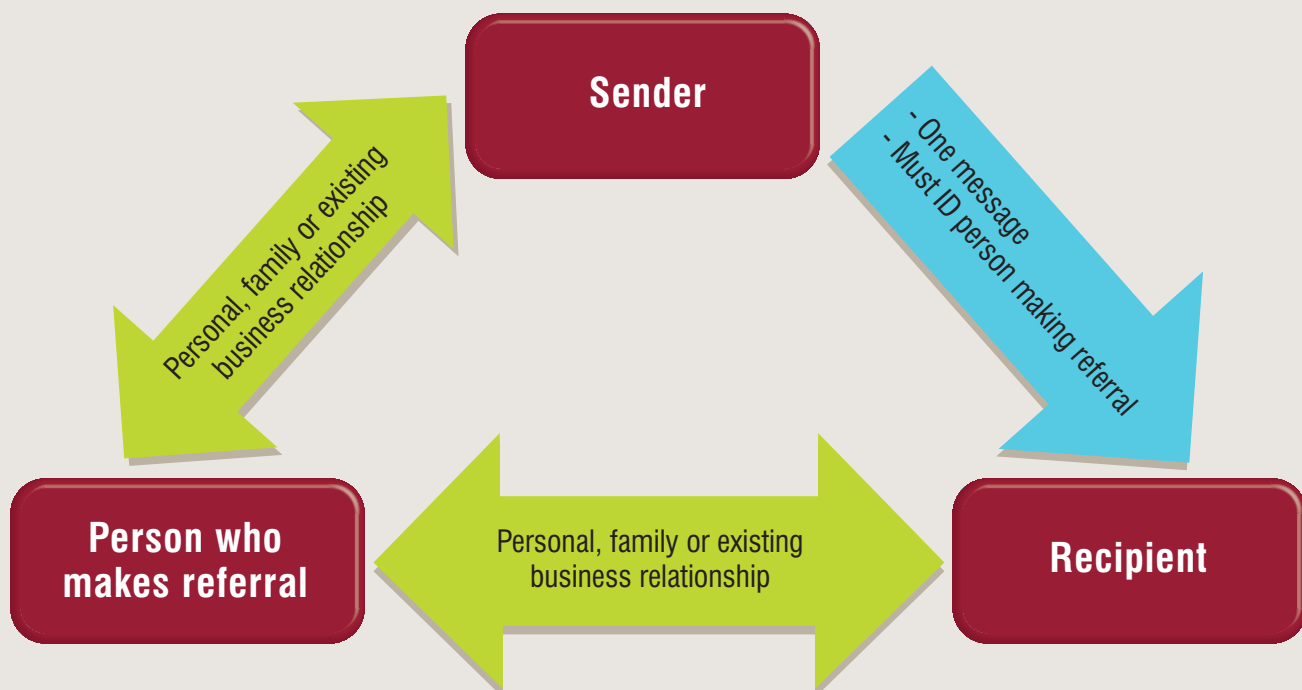 Sender
Personal, family or existing
business relationship
- One message
- Must ID person making referral
Person who
makes referral
Personal, family or existing
business relationship
Recipient